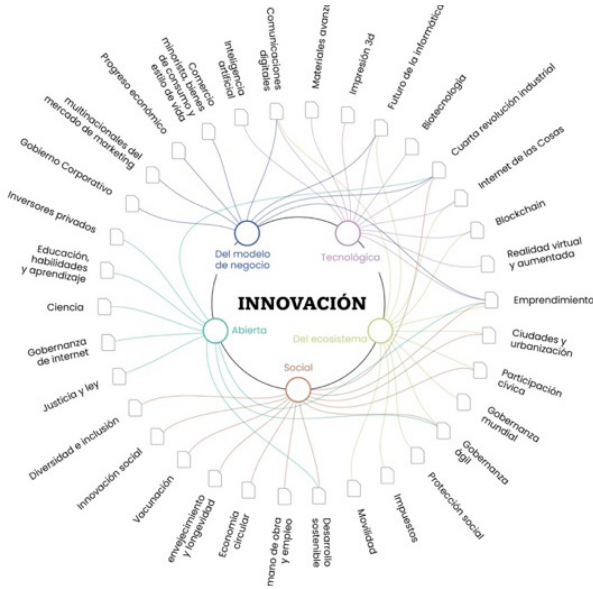 INNOVACIÓN
Del modelo
de negocio
Tecnológica
Abierta
Del ecosistema
Social
Comunicaciones
digitales
Materiales avanz
Impresión 3d
Futuro de la informátic
Biotecnología
Cuarta revolución industrial
Internet de las Cosas
Blockchain
Realidad virtual
y aumentada
Emprendimiento
Ciudades y
urbanización
Participación
cívica
Gobernanza
mundial
Gobernanza
ágil
Protección social
Impuestos
Movilidad
Desarrollo
sostenible
mano de obra
y empleo
Economía
circular
envejecimiento
y longevidad
Vacunación
Innovación social
Diversidad e inclusión
Justicia y ley
Gobernanza
de internet
Ciencia
Educación,
habilidades
y aprendizaje
Inversores privados
Gobierno Corporativo
multinacionales del
mercado de marketing
Progreso económico
Comercio
minorista, bienes
de consumo y
estilo de vida
Inteligencia
artificial